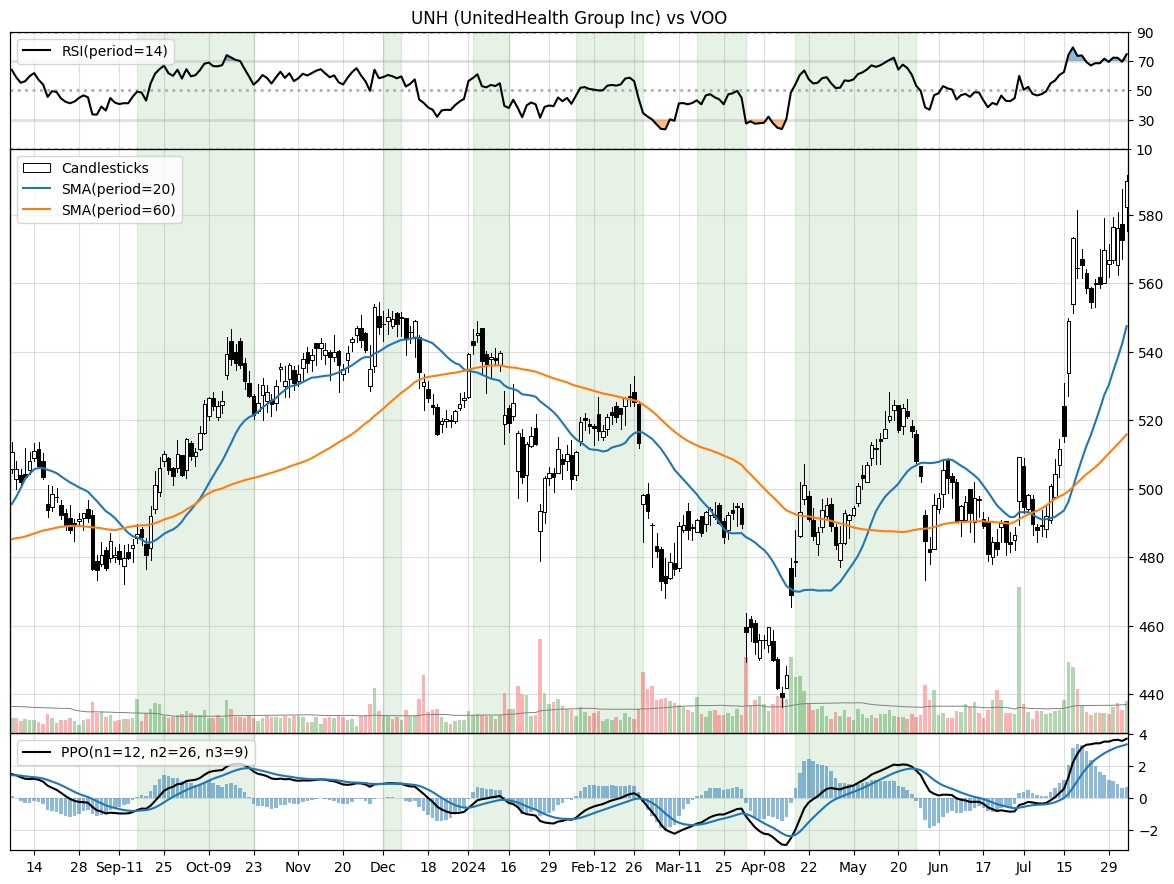 UNH (UnitedHealth Group Inc) vs VOO
RSI(period=14)
90
70
50
30
10
Candlesticks
SMA(period=20)
SMA(period=60)
580
560
540
520
500
480
460
440
PPO(n1=12, n2=26, n3=9)
4
2
0
−2
14 28 Sep-11 25 Oct-09 23 Nov 20 Dec 18 2024 16 29 Feb-12 26 Mar-11 25 Apr-08 22 May 20 Jun 17 Jul 15 29